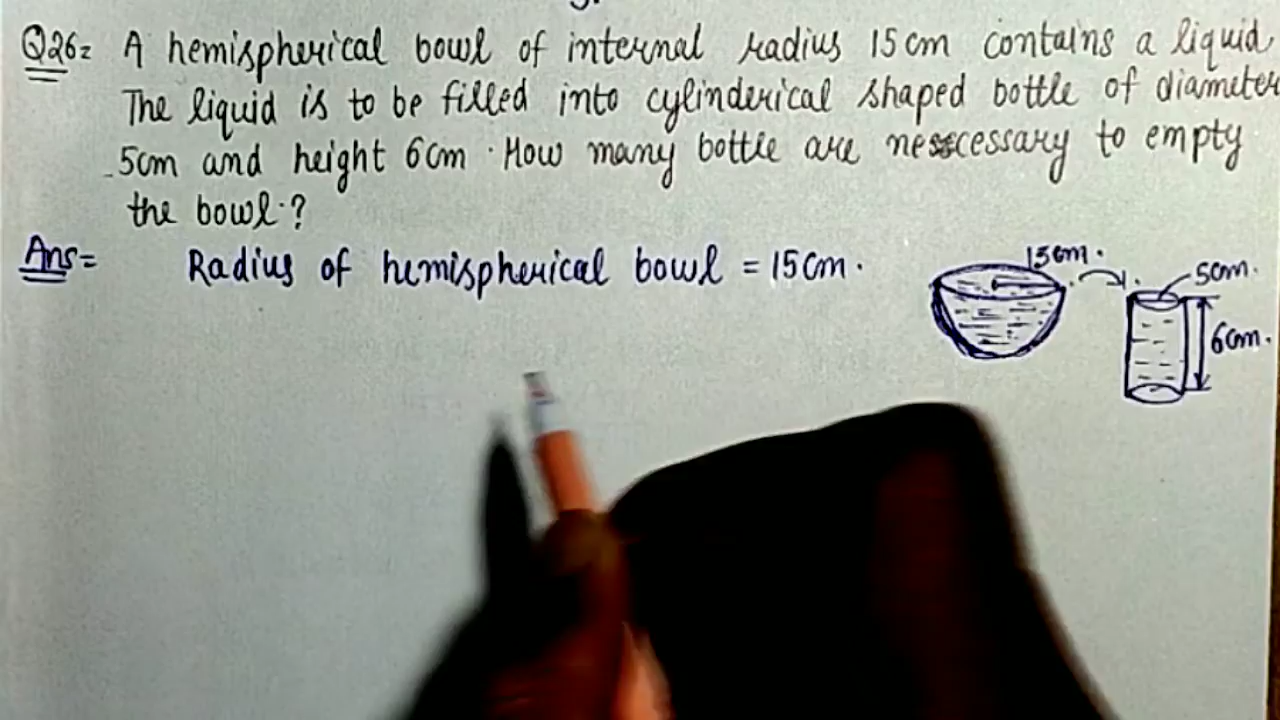 Q26= A hemispherical bowl of internal radius 15cm contains a liquid.
The liquid is to be filled into cylinderical shaped bottle of diameter
5cm and height 6cm. How many bottle are nesscessary to empty
the bowl.?
Ans= Radius of hemispherical bowl = 15cm.
15cm.
5cm.
6cm.